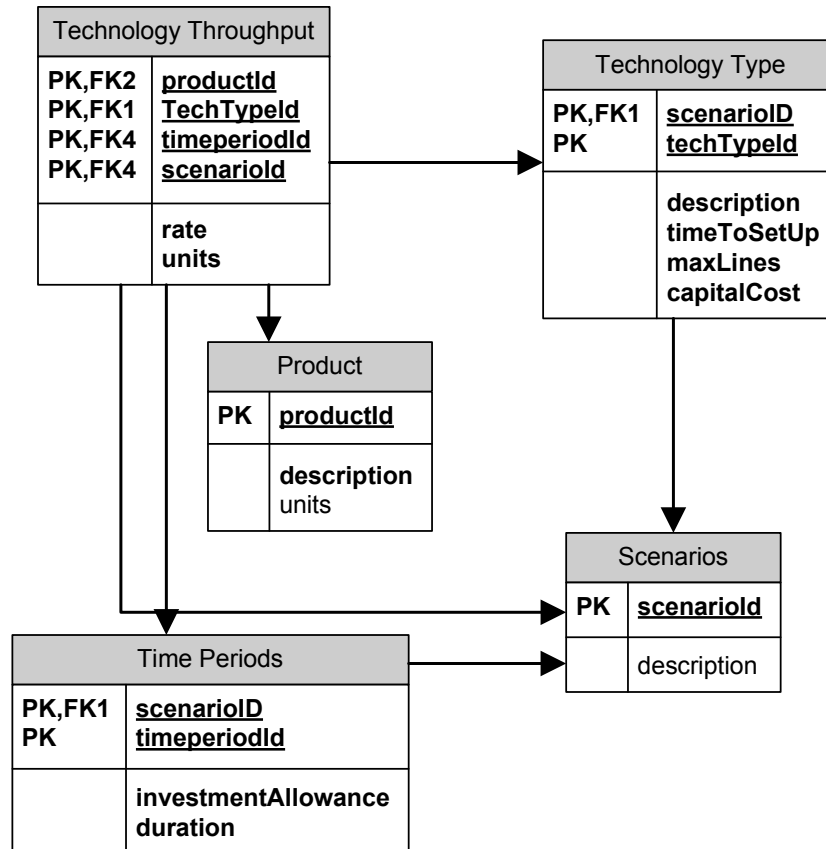 Technology Throughput
PK,FK2 productId
PK,FK1 TechTypeId
PK,FK4 timeperiodId
PK,FK4 scenarioId
rate
units
Technology Type
PK,FK1 scenarioID
PK techTypeId
description
timeToSetUp
maxLines
capitalCost
Product
PK productId
description
units
Scenarios
PK scenarioId
description
Time Periods
PK,FK1 scenarioID
PK timeperiodId
investmentAllowance
duration